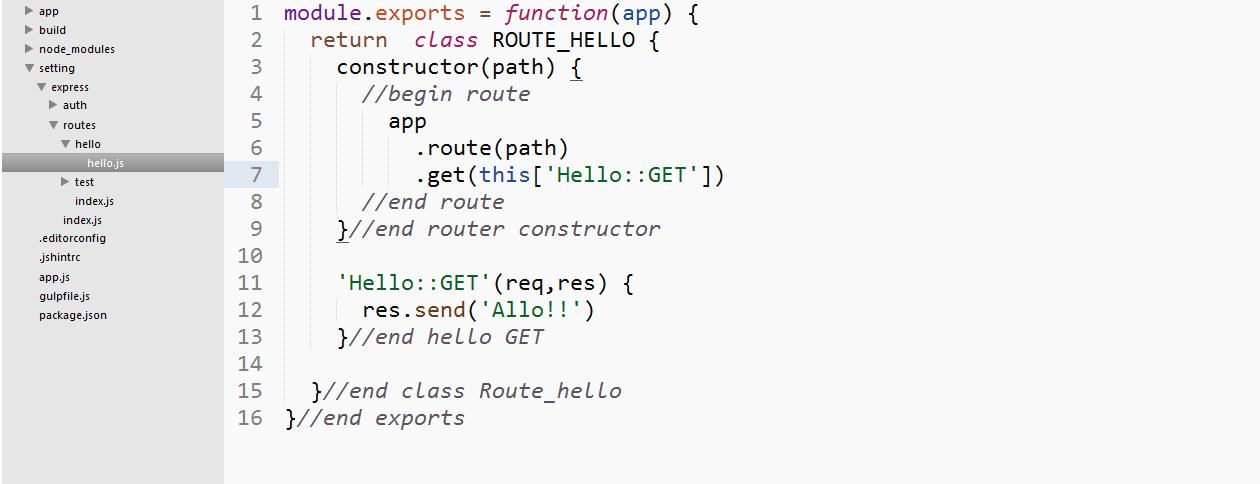 app
build
node_modules
setting
express
auth
routes
hello
hello.js
test
index.js
index.js
.editorconfig
.jshintrc
app.js
gulpfile.js
package.json
1 module.exports = function(app) {
2 return  class ROUTE_HELLO {
3 constructor(path) {
4 //begin route
5 app
6 .route(path)
7 .get(this['Hello::GET'])
8 //end route
9 }//end router constructor
10
11 'Hello::GET'(req,res) {
12 res.send('Allo!!')
13 }//end hello GET
14
15 }//end class Route_hello
16 }//end exports